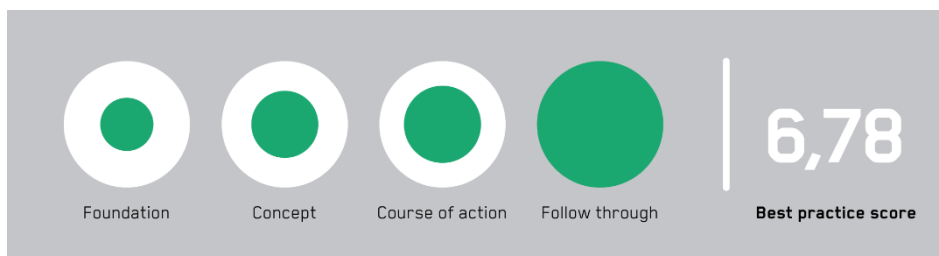 Foundation
Concept
Course of action
Follow through
6,78
Best practice score